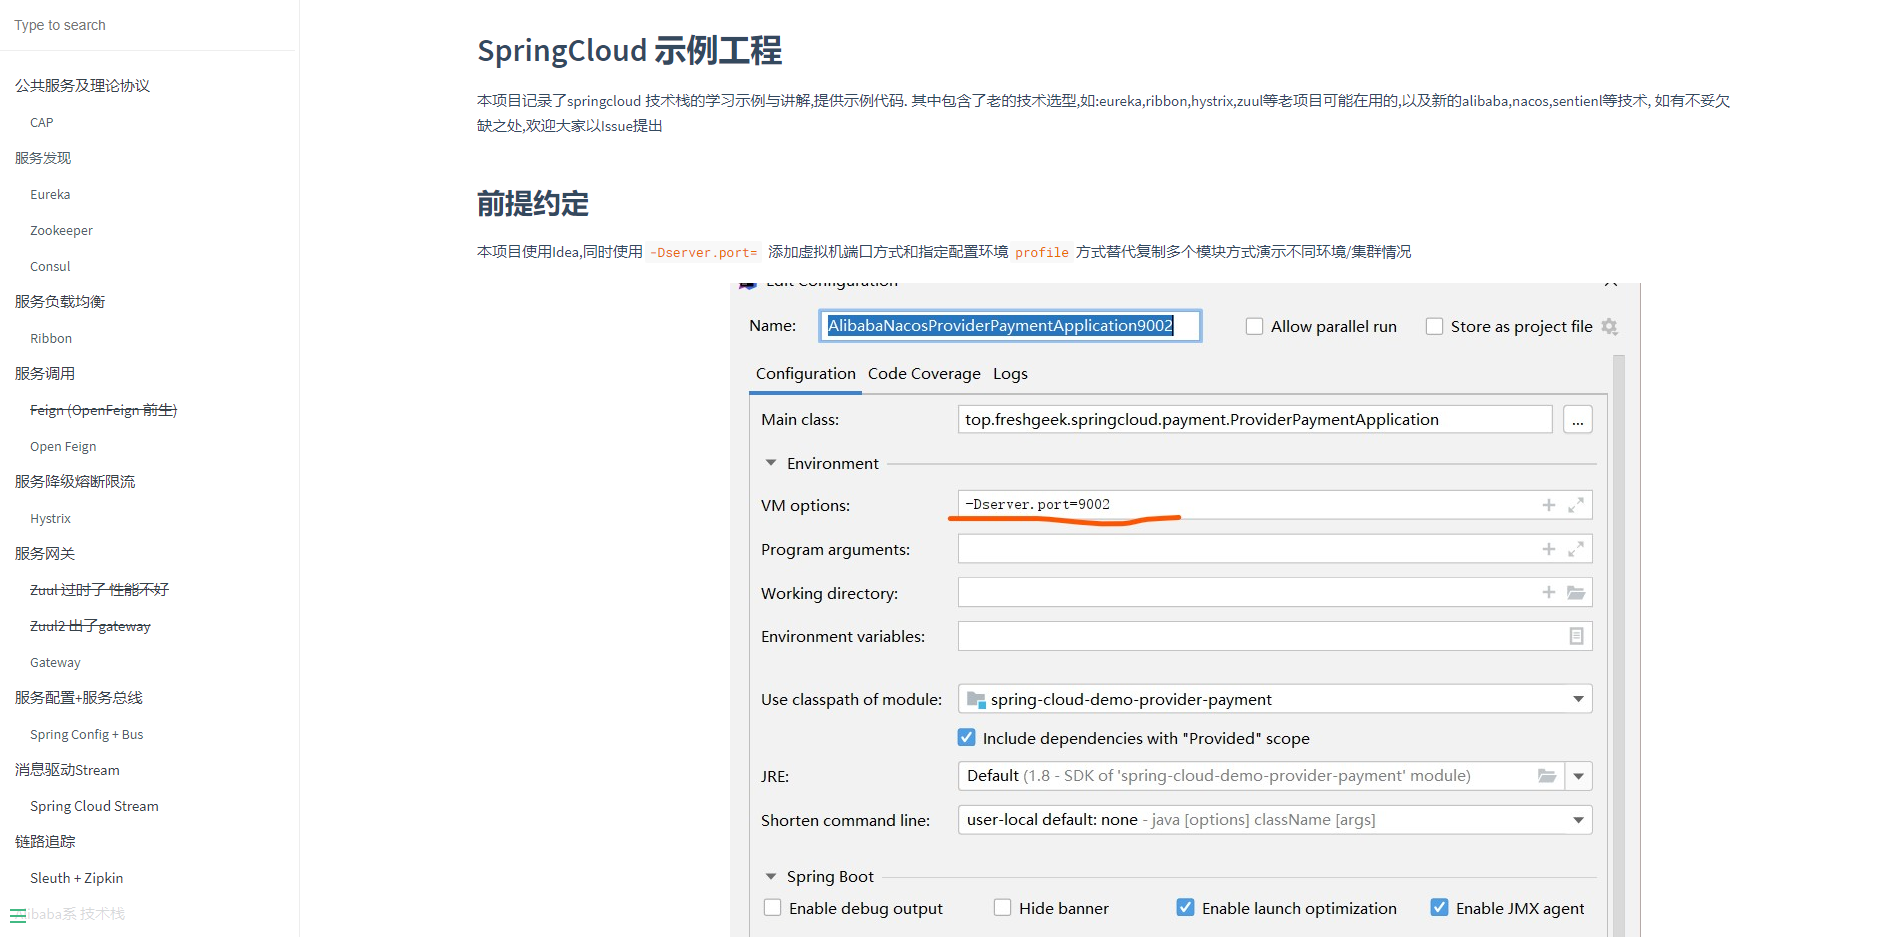 Type to search
公共服务及理论协议
CAP
服务发现
Eureka
Zookeeper
Consul
服务负载均衡
Ribbon
服务调用
Feign (OpenFeign 前生)
Open Feign
服务降级熔断限流
Hystrix
服务网关
Zuul 过时了 性能不好
Zuul2 出了gateway
Gateway
服务配置+服务总线
Spring Config + Bus
消息驱动Stream
Spring Cloud Stream
链路追踪
Sleuth + Zipkin
ibaba系 技术栈
SpringCloud 示例工程
本项目记录了springcloud 技术栈的学习示例与讲解,提供示例代码. 其中包含了老的技术选型,如:eureka,ribbon,hystrix,zuul等老项目可能在用的,以及新的alibaba,nacos,sentienl等技术, 如有不妥欠
缺之处,欢迎大家以Issue提出
前提约定
本项目使用Idea,同时使用 -Dserver.port= 添加虚拟机端口方式和指定配置环境 profile 方式替代复制多个模块方式演示不同环境/集群情况
Edit Configuration
Name: AlibabaNacosProviderPaymentApplication9002 Allow parallel run Store as project file
Configuration Code Coverage Logs
Main class: top.freshgeek.springcloud.payment.ProviderPaymentApplication ...
Environment
VM options: -Dserver.port=9002
Program arguments:
Working directory:
Environment variables:
Use classpath of module: spring-cloud-demo-provider-payment
Include dependencies with "Provided" scope
JRE: Default (1.8 - SDK of 'spring-cloud-demo-provider-payment' module)
Shorten command line: user-local default: none - java [options] className [args]
Spring Boot
Enable debug output Hide banner Enable launch optimization Enable JMX agent